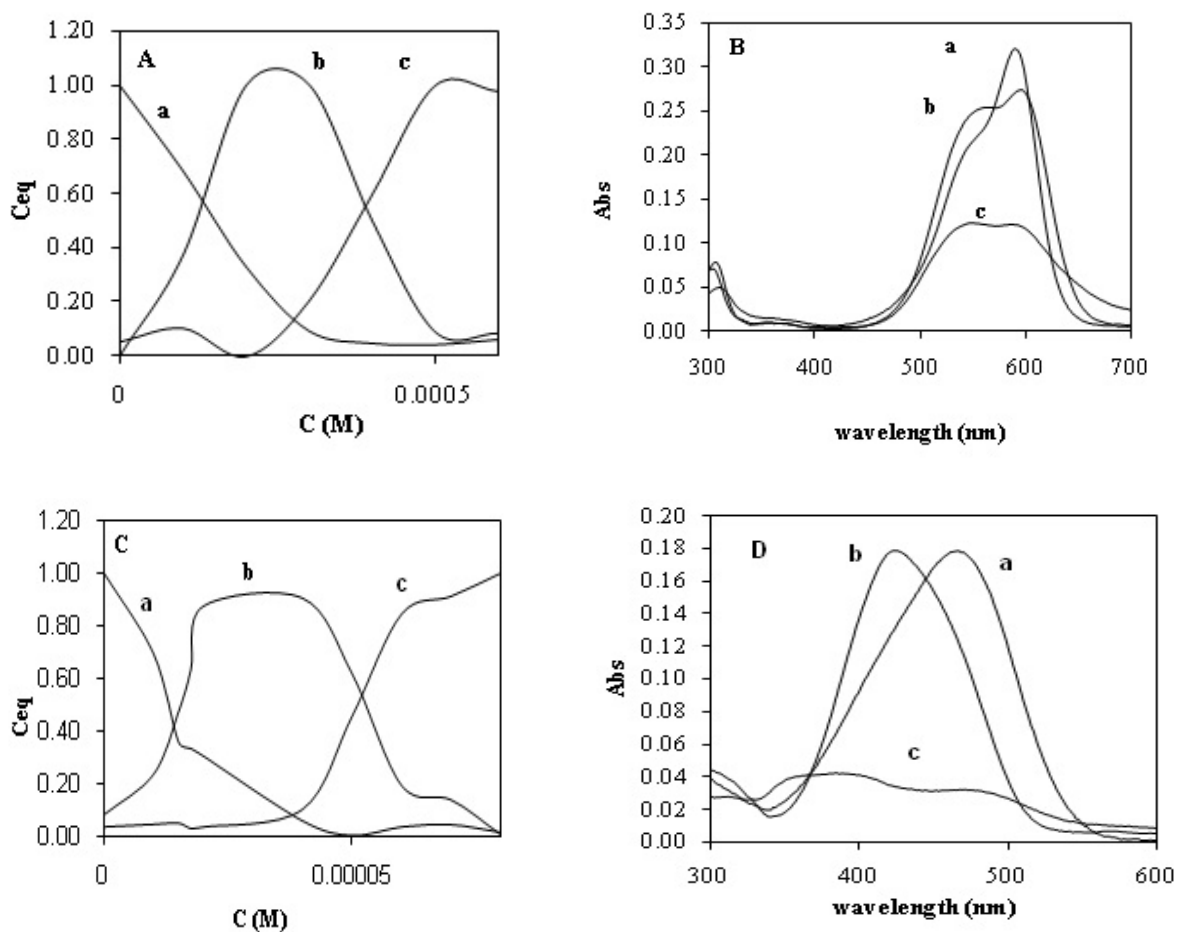 1.20
1.00
0.80
0.60
0.40
0.20
0.00
Ceq
A
a
b
c
0
0.0005
C (M)
0.35
0.30
0.25
0.20
0.15
0.10
0.05
0.00
Abs
B
a
b
c
300
400
500
600
700
wavelength (nm)
1.20
1.00
0.80
0.60
0.40
0.20
0.00
Ceq
C
a
b
c
0
0.00005
C (M)
0.20
0.18
0.16
0.14
0.12
0.10
0.08
0.06
0.04
0.02
0.00
Abs
D
b
a
c
300
400
500
600
wavelength (nm)